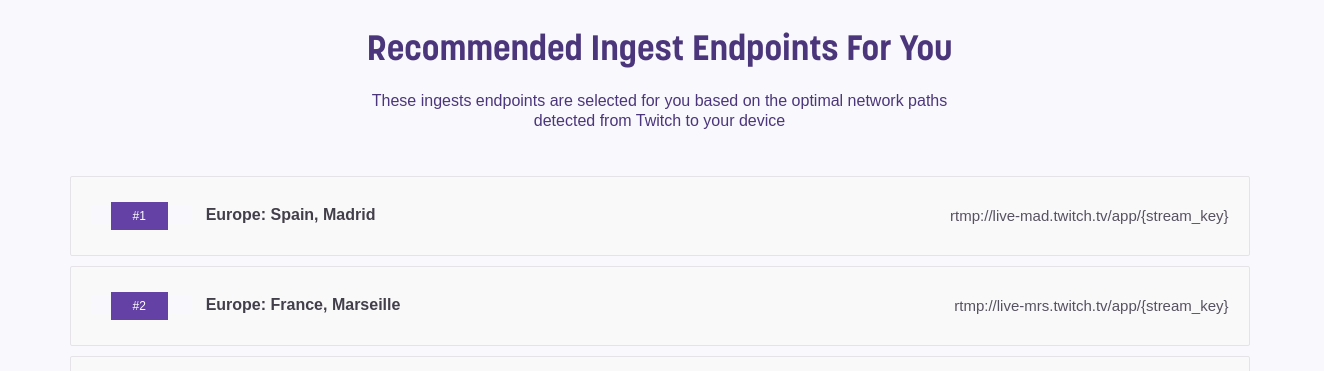 Recommended Ingest Endpoints For You
These ingests endpoints are selected for you based on the optimal network paths
detected from Twitch to your device
#1 Europe: Spain, Madrid rtmp://live-mad.twitch.tv/app/{stream_key}
#2 Europe: France, Marseille rtmp://live-mrs.twitch.tv/app/{stream_key}